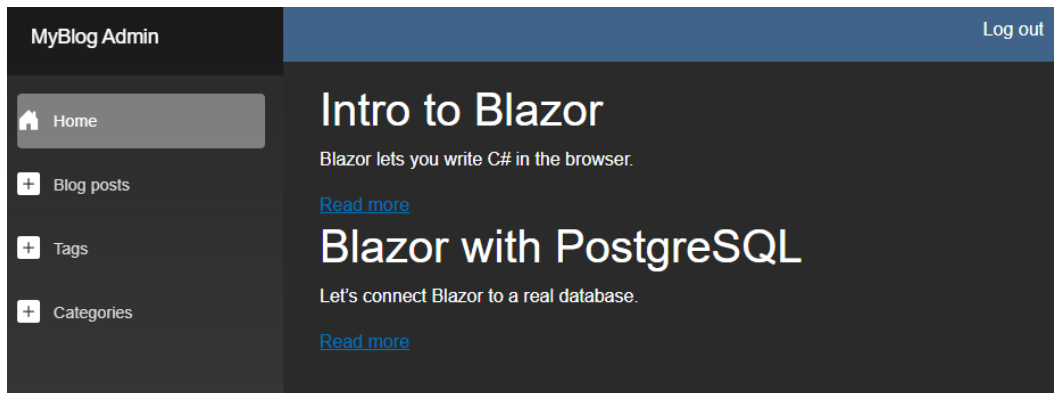 MyBlog Admin
Log out
Home
Blog posts
Tags
Categories
Intro to Blazor
Blazor lets you write C# in the browser.
Read more
Blazor with PostgreSQL
Let’s connect Blazor to a real database.
Read more